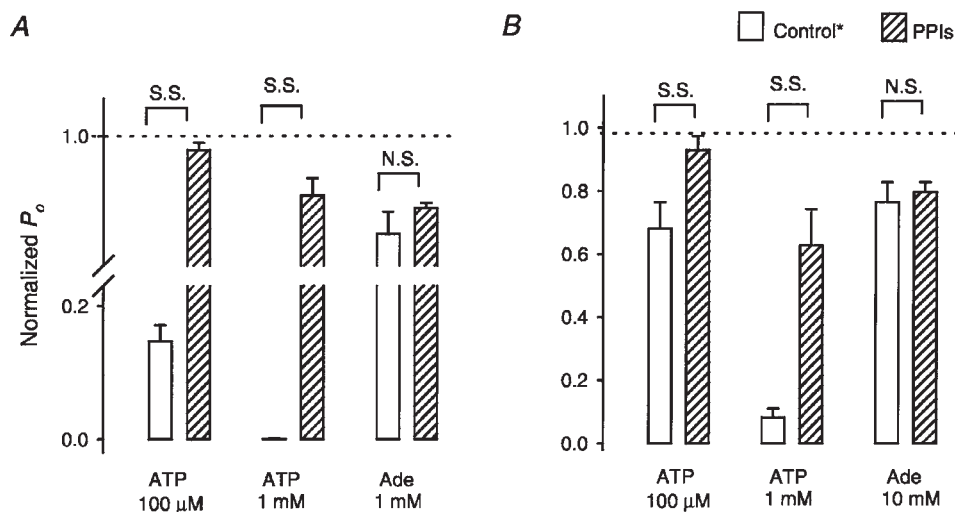 A
B
Control*
PPIs
S.S.
S.S.
N.S.
Normalized Po
1.0
0.2
0.0
ATP
100 μM
ATP
1 mM
Ade
1 mM
S.S.
S.S.
N.S.
1.0
0.8
0.6
0.4
0.2
0.0
ATP
100 μM
ATP
1 mM
Ade
10 mM